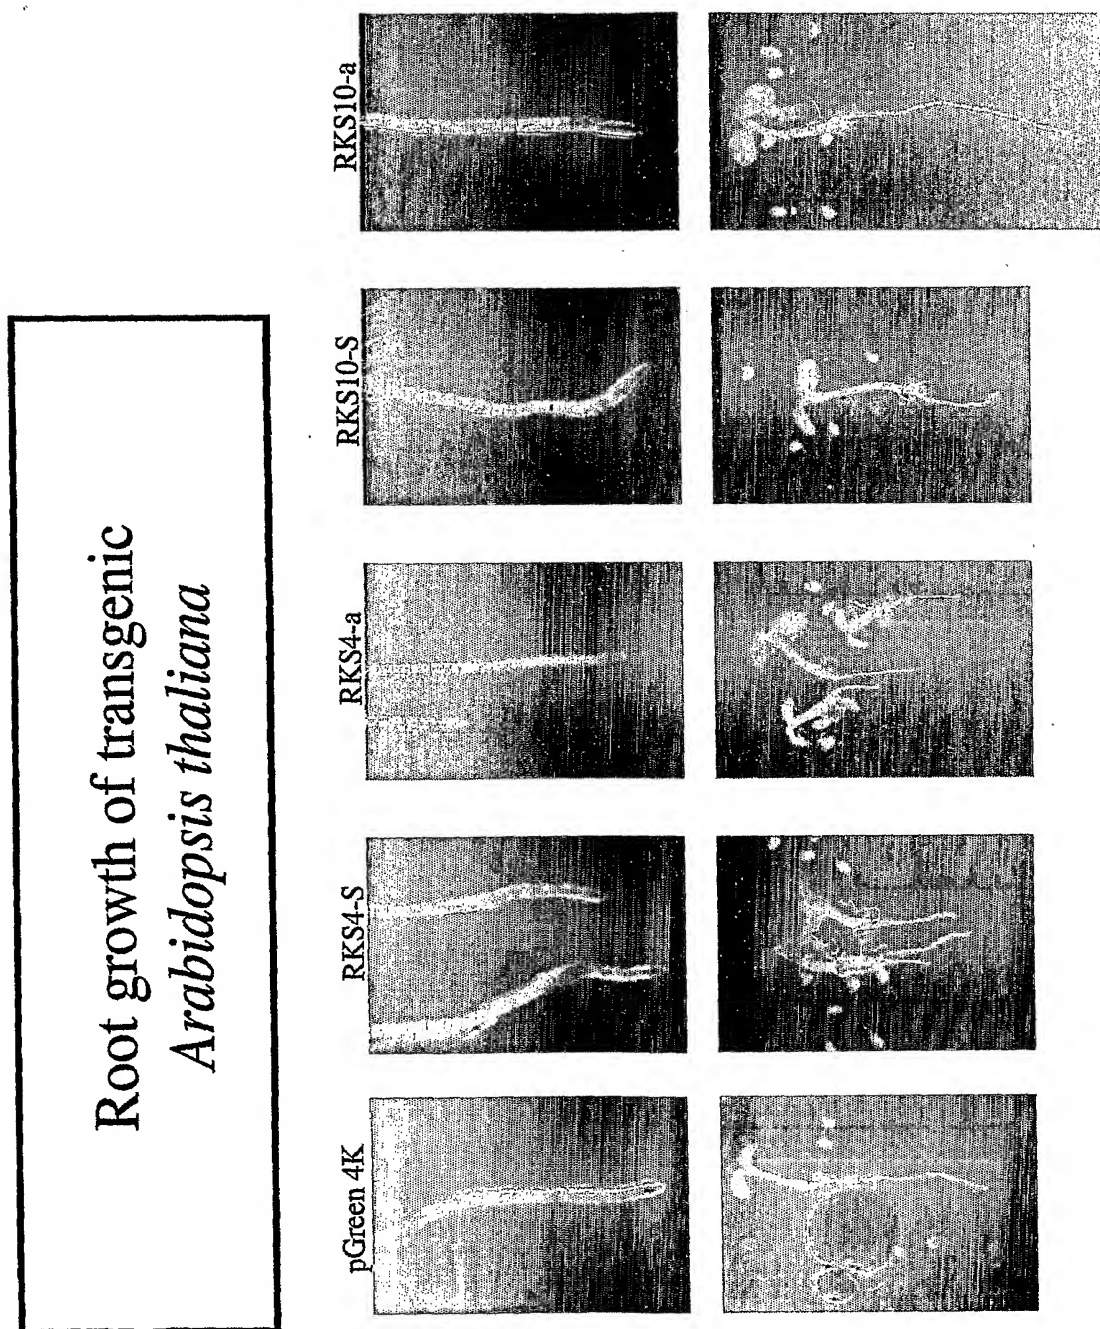 Root growth of transgenic
Arabidopsis thaliana
pGreen 4K
RKS4-S
RKS4-a
RKS10-S
RKS10-a